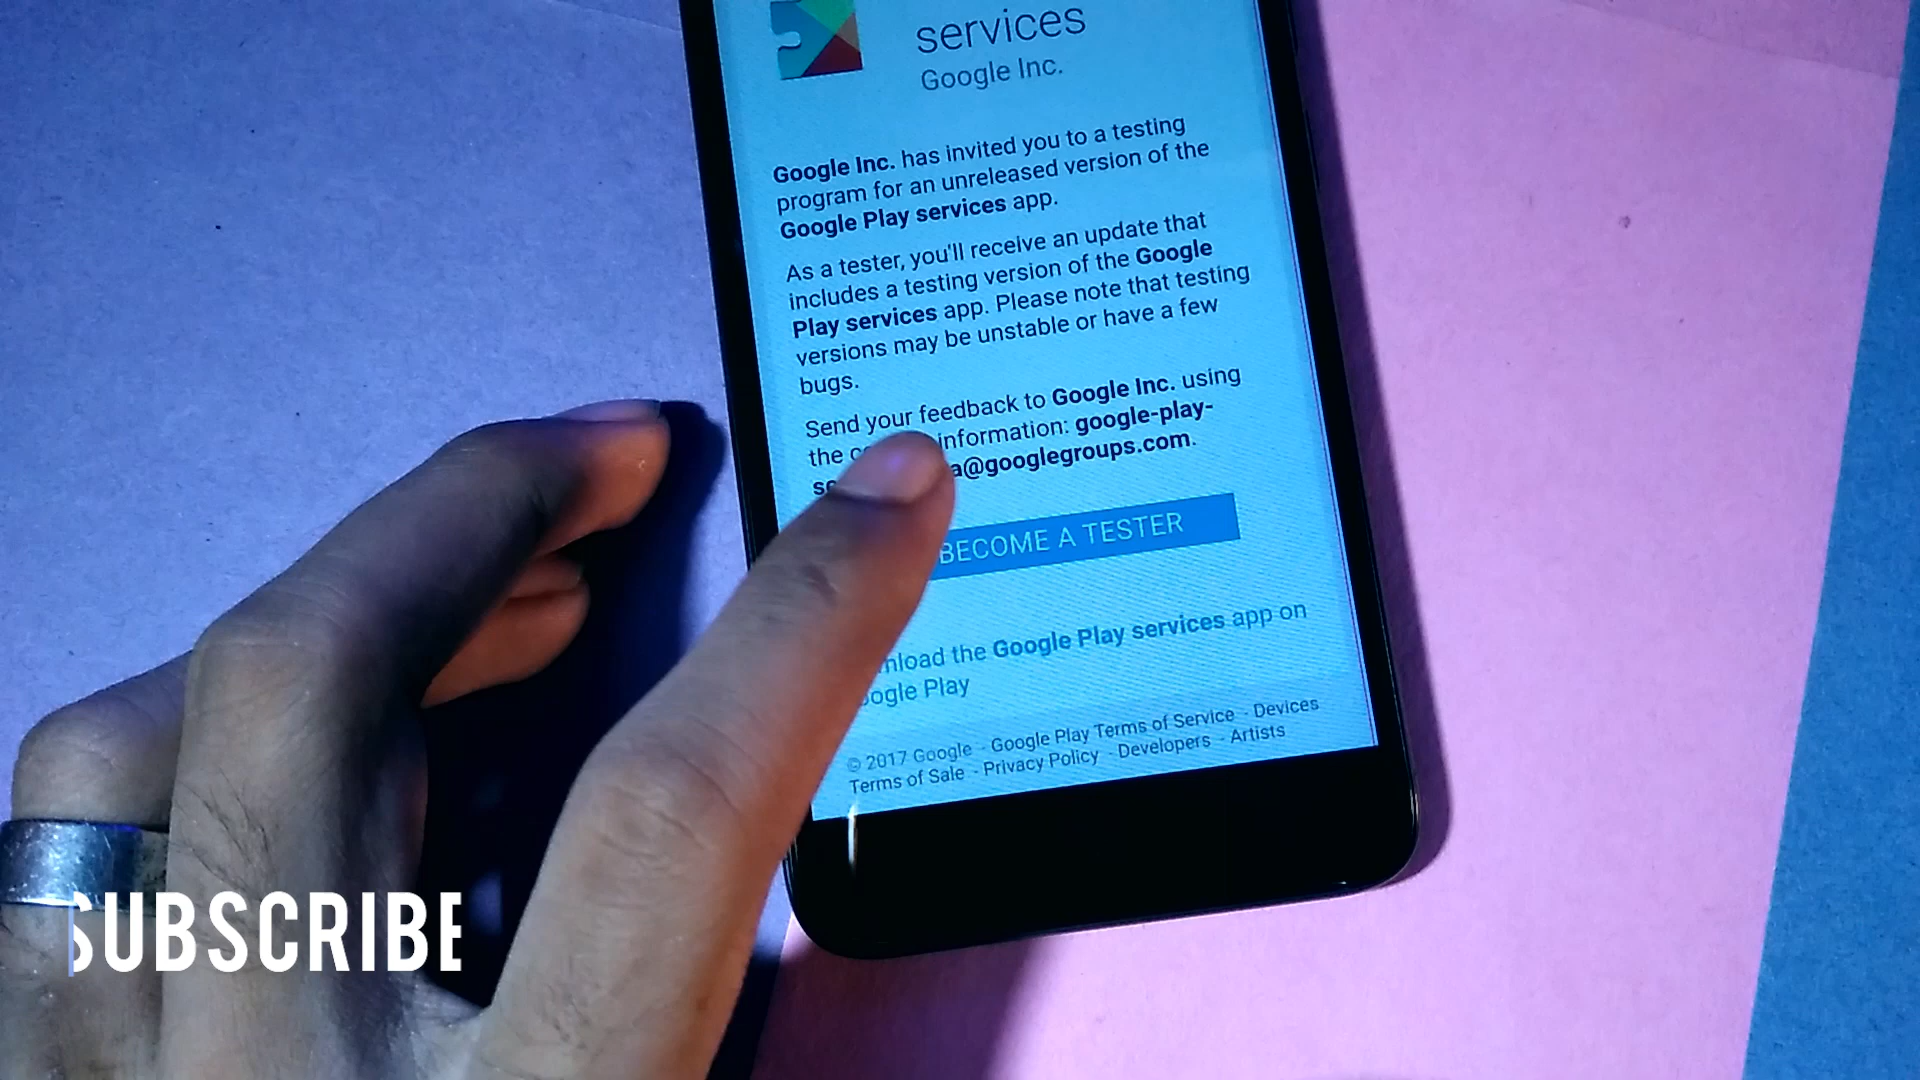 services
Google Inc.
Google Inc. has invited you to a testing
program for an unreleased version of the
Google Play services app.
As a tester, you'll receive an update that
includes a testing version of the Google
Play services app. Please note that testing
versions may be unstable or have a few
bugs.
Send your feedback to Google Inc. using
the information: google-play-
a@googlegroups.com.
BECOME A TESTER
nload the Google Play services app on
ogle Play
© 2017 Google - Google Play Terms of Service - Devices
Terms of Sale - Privacy Policy - Developers - Artists
SUBSCRIBE